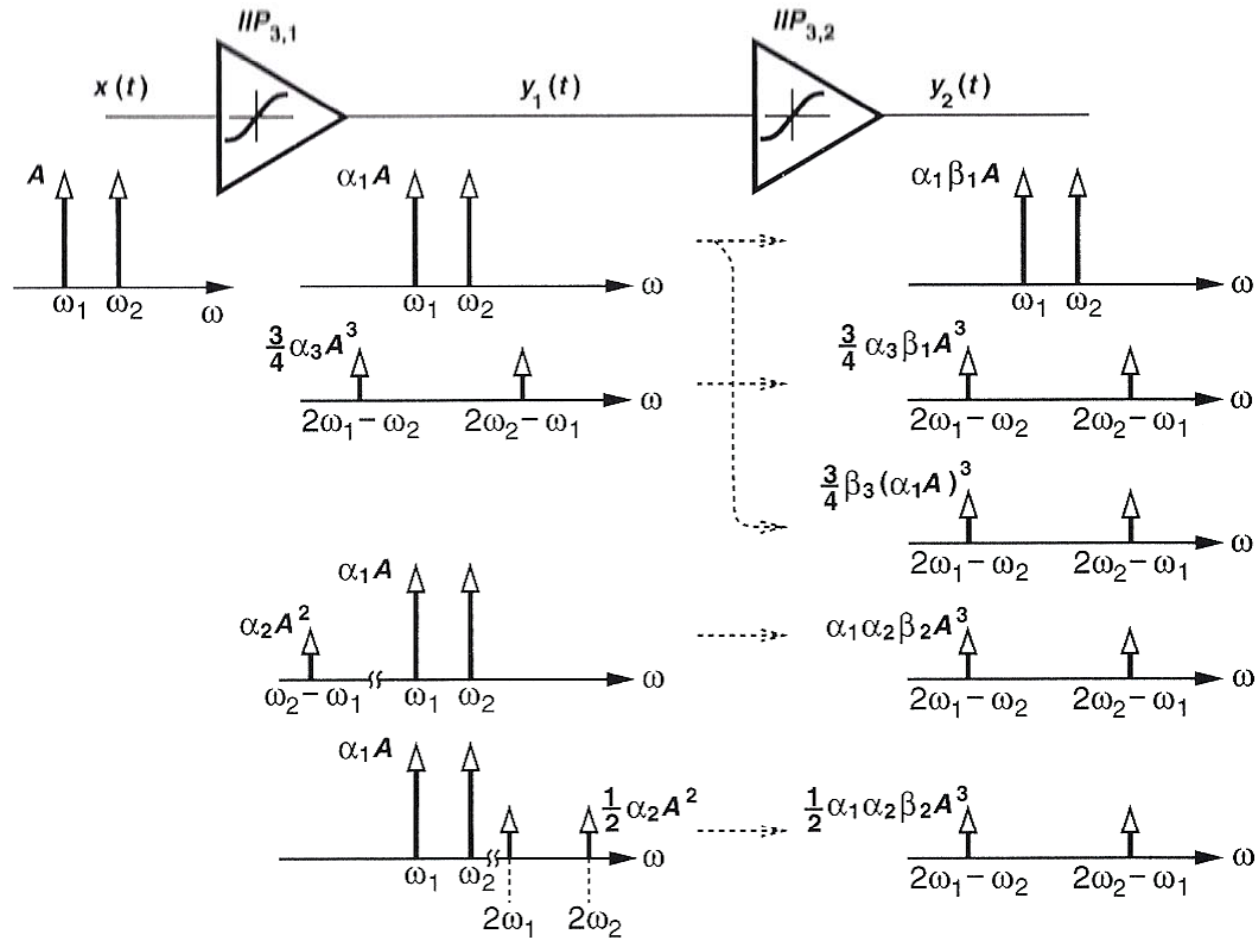 IIP3,1 IIP3,2
x(t) y1(t) y2(t)
A α1A α1β1A
ω1 ω2 ω ω1 ω2 ω ω1 ω2 ω
3/4 α3A³ 3/4 α3β1A³
2ω1−ω2 2ω2−ω1 ω 2ω1−ω2 2ω2−ω1 ω
3/4 β3(α1A)³
2ω1−ω2 2ω2−ω1 ω
α1A
α2A² α1α2β2A³
ω2−ω1 ω1 ω2 ω 2ω1−ω2 2ω2−ω1 ω
α1A
1/2 α2A² 1/2 α1α2β2A³
ω1 ω2 ω 2ω1−ω2 2ω2−ω1 ω
2ω1 2ω2